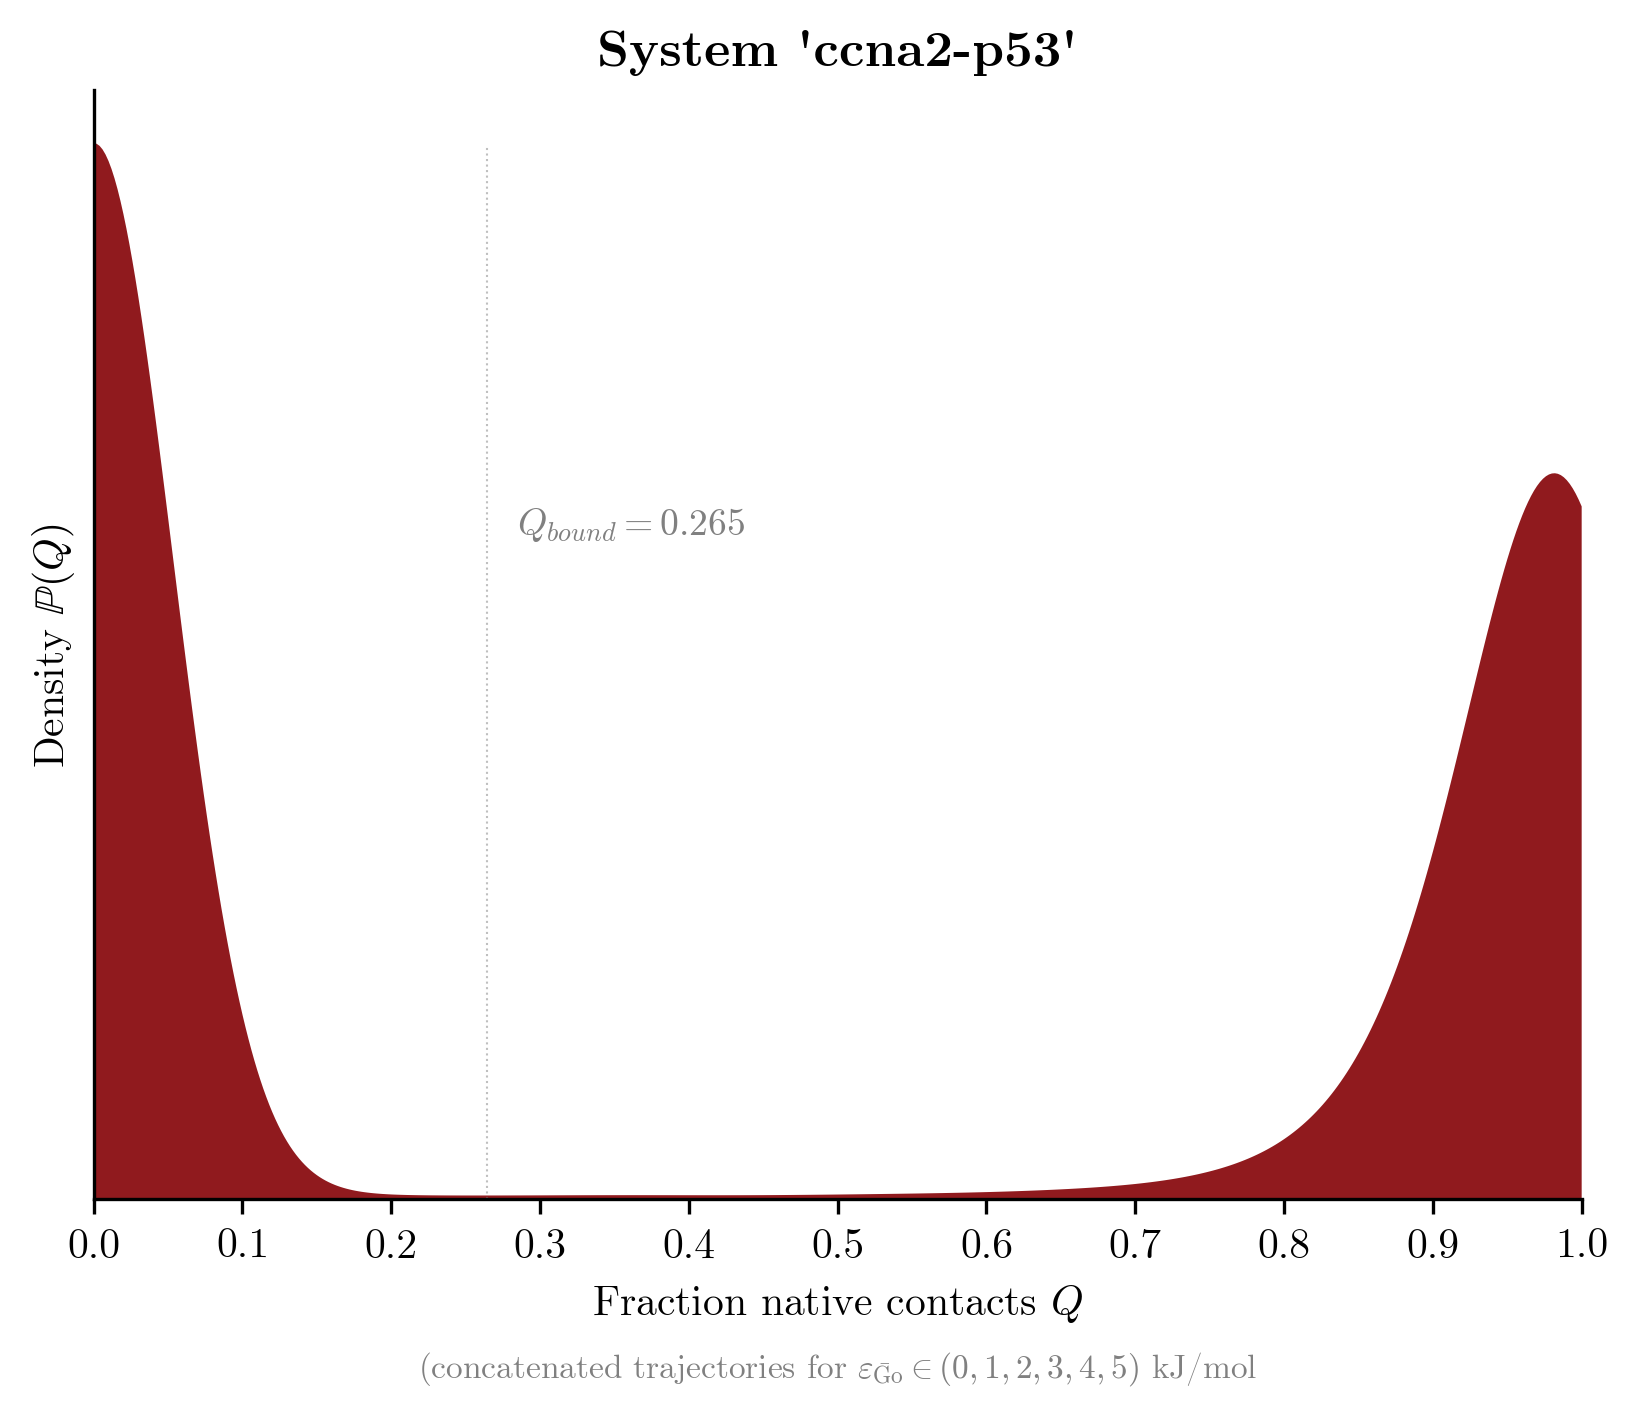 System 'ccna2-p53'
Density ℙ(Q)
Q_bound = 0.265
0.0 0.1 0.2 0.3 0.4 0.5 0.6 0.7 0.8 0.9 1.0
Fraction native contacts Q
(concatenated trajectories for ε_Ḡo ∈ (0, 1, 2, 3, 4, 5) kJ/mol